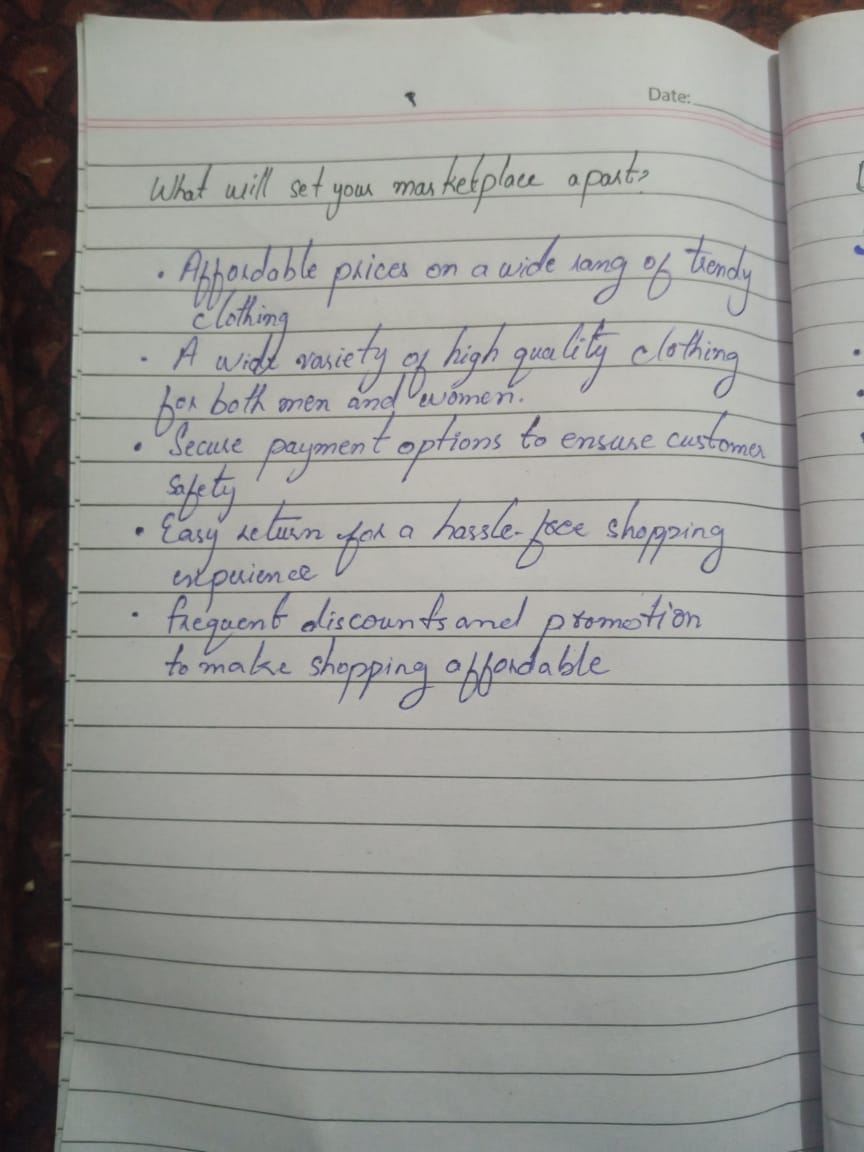 Date:
What will set your marketplace apart?
• Affordable prices on a wide rang of trendy
clothing
• A wide variety of high quality clothing
for both men and women.
• Secure payment options to ensure customer
safety
• Easy return for a hassle-free shopping
experience
• frequent discounts and promotion
to make shopping affordable